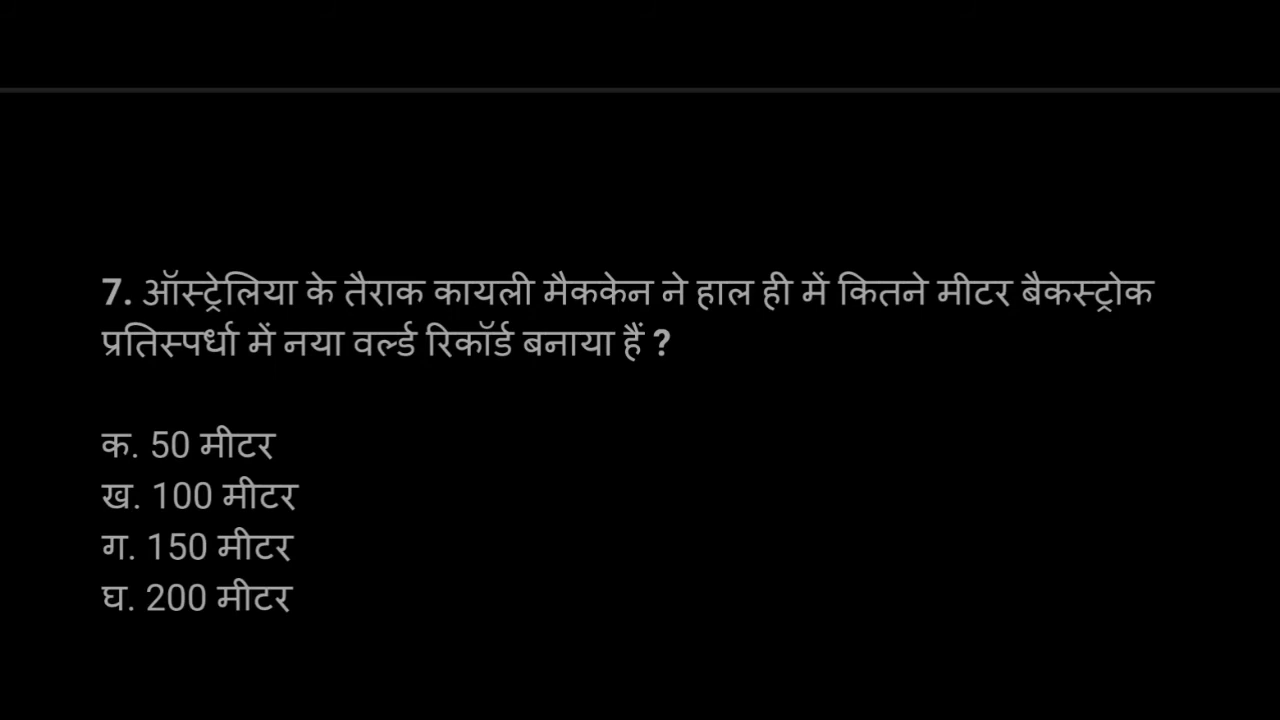 7. ऑस्ट्रेलिया के तैराक कायली मैककेन ने हाल ही में कितने मीटर बैकस्ट्रोक
प्रतिस्पर्धा में नया वर्ल्ड रिकॉर्ड बनाया हैं ?
क. 50 मीटर
ख. 100 मीटर
ग. 150 मीटर
घ. 200 मीटर